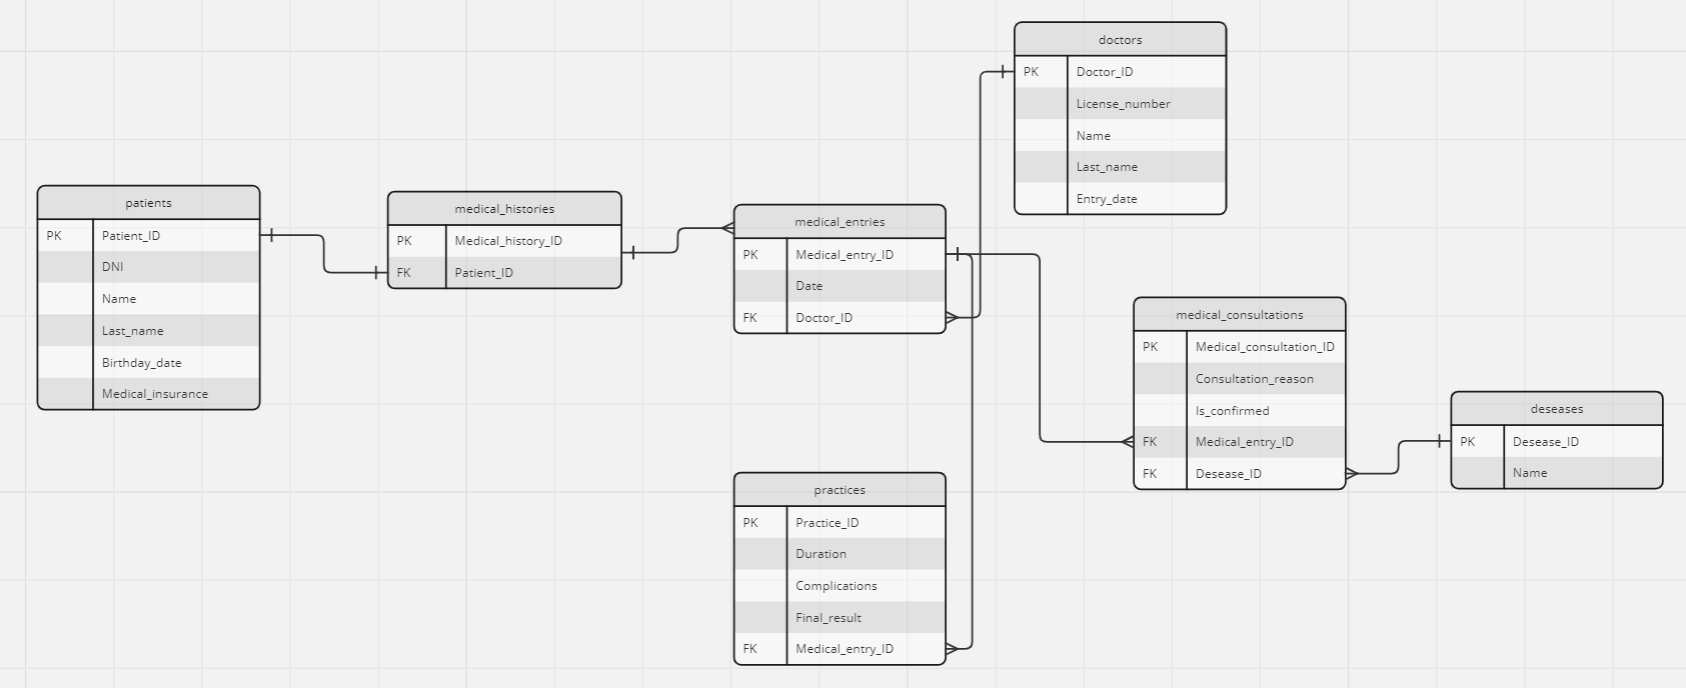 doctors
PK Doctor_ID
License_number
Name
Last_name
Entry_date
patients
PK Patient_ID
DNI
Name
Last_name
Birthday_date
Medical_insurance
medical_histories
PK Medical_history_ID
FK Patient_ID
medical_entries
PK Medical_entry_ID
Date
FK Doctor_ID
medical_consultations
PK Medical_consultation_ID
Consultation_reason
Is_confirmed
FK Medical_entry_ID
FK Desease_ID
deseases
PK Desease_ID
Name
practices
PK Practice_ID
Duration
Complications
Final_result
FK Medical_entry_ID